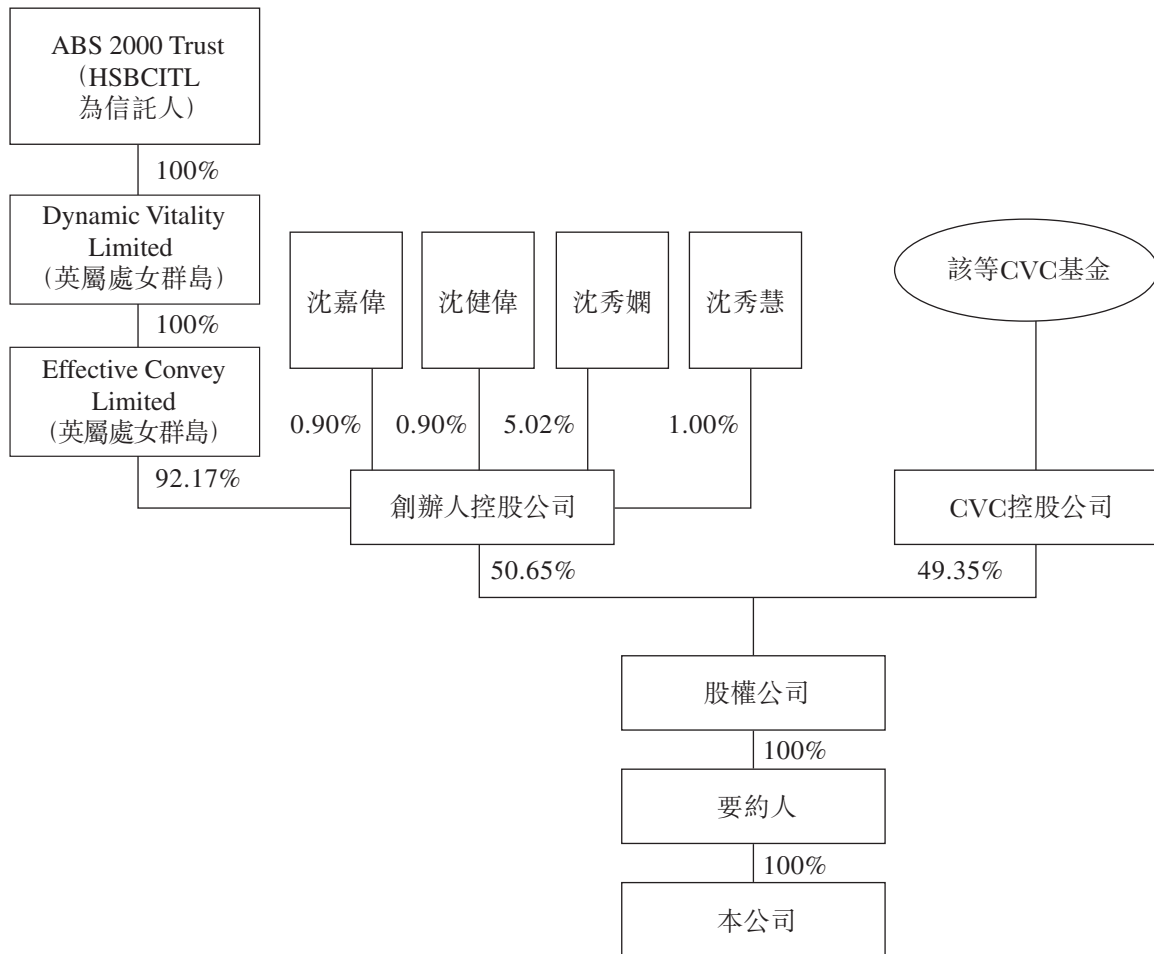 ABS 2000 Trust
（HSBCITL
為信託人）
100%
Dynamic Vitality
Limited
（英屬處女群島）
100%
Effective Convey
Limited
（英屬處女群島）
92.17%
沈嘉偉
沈健偉
沈秀嫻
沈秀慧
該等CVC基金
0.90%
0.90%
5.02%
1.00%
創辦人控股公司
CVC控股公司
50.65%
49.35%
股權公司
100%
要約人
100%
本公司